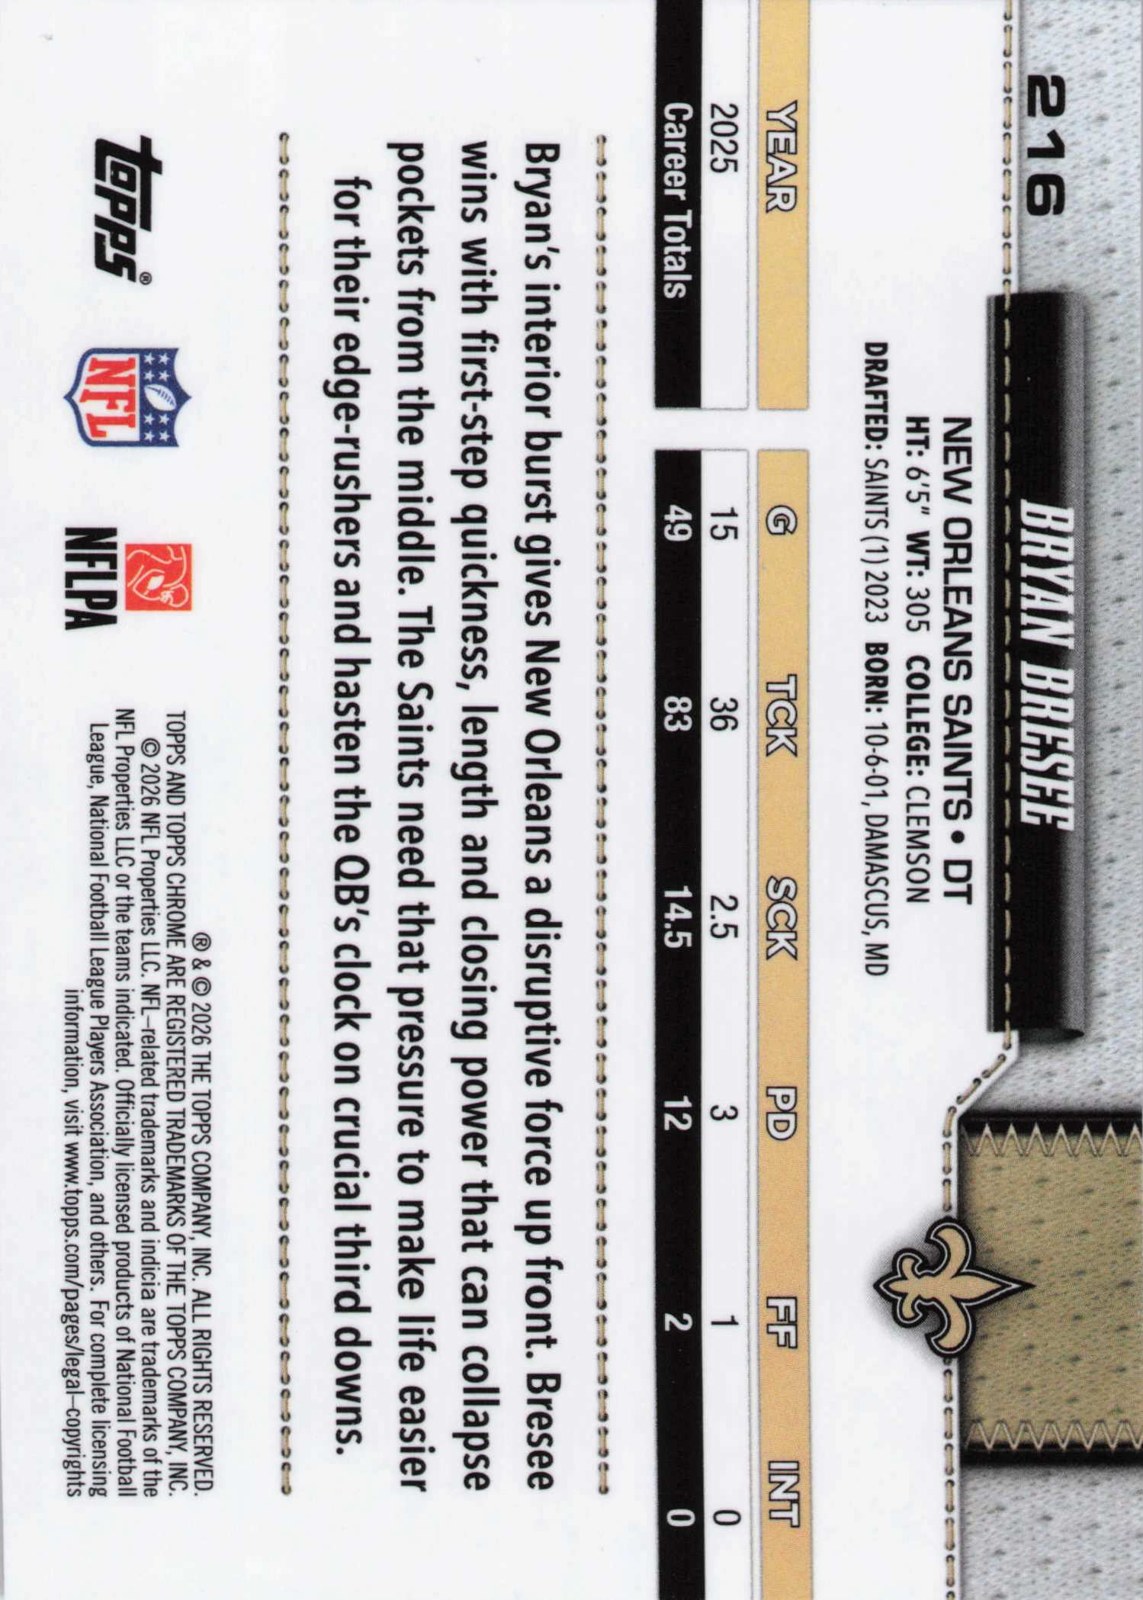 216
BRYAN BRESEE
NEW ORLEANS SAINTS • DT
HT: 6'5" WT: 305 COLLEGE: CLEMSON
DRAFTED: SAINTS (1) 2023 BORN: 10-6-01, DAMASCUS, MD
YEAR G TCK SCK PD FF INT
2025 15 36 2.5 3 1 0
Career Totals 49 83 14.5 12 2 0
Bryan's interior burst gives New Orleans a disruptive force up front. Bresee
wins with first-step quickness, length and closing power that can collapse
pockets from the middle. The Saints need that pressure to make life easier
for their edge-rushers and hasten the QB's clock on crucial third downs.
topps®
NFL
NFLPA
® & © 2026 THE TOPPS COMPANY, INC. ALL RIGHTS RESERVED.
TOPPS AND TOPPS CHROME ARE REGISTERED TRADEMARKS OF THE TOPPS COMPANY, INC.
© 2026 NFL Properties LLC. NFL-related trademarks and indicia are trademarks of the
NFL Properties LLC or the teams indicated. Officially licensed products of National Football
League, National Football League Players Association, and others. For complete licensing
information, visit www.topps.com/pages/legal-copyrights